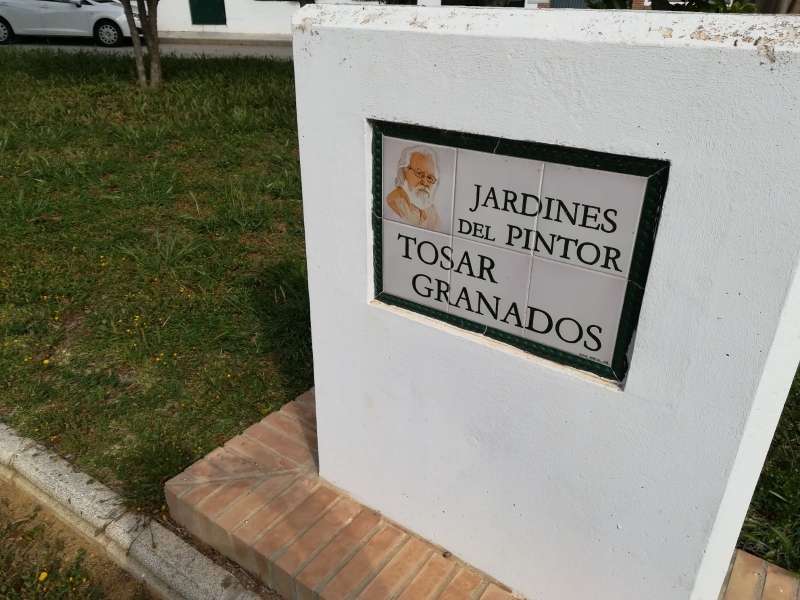 JARDINES
DEL PINTOR
TOSAR
GRANADOS